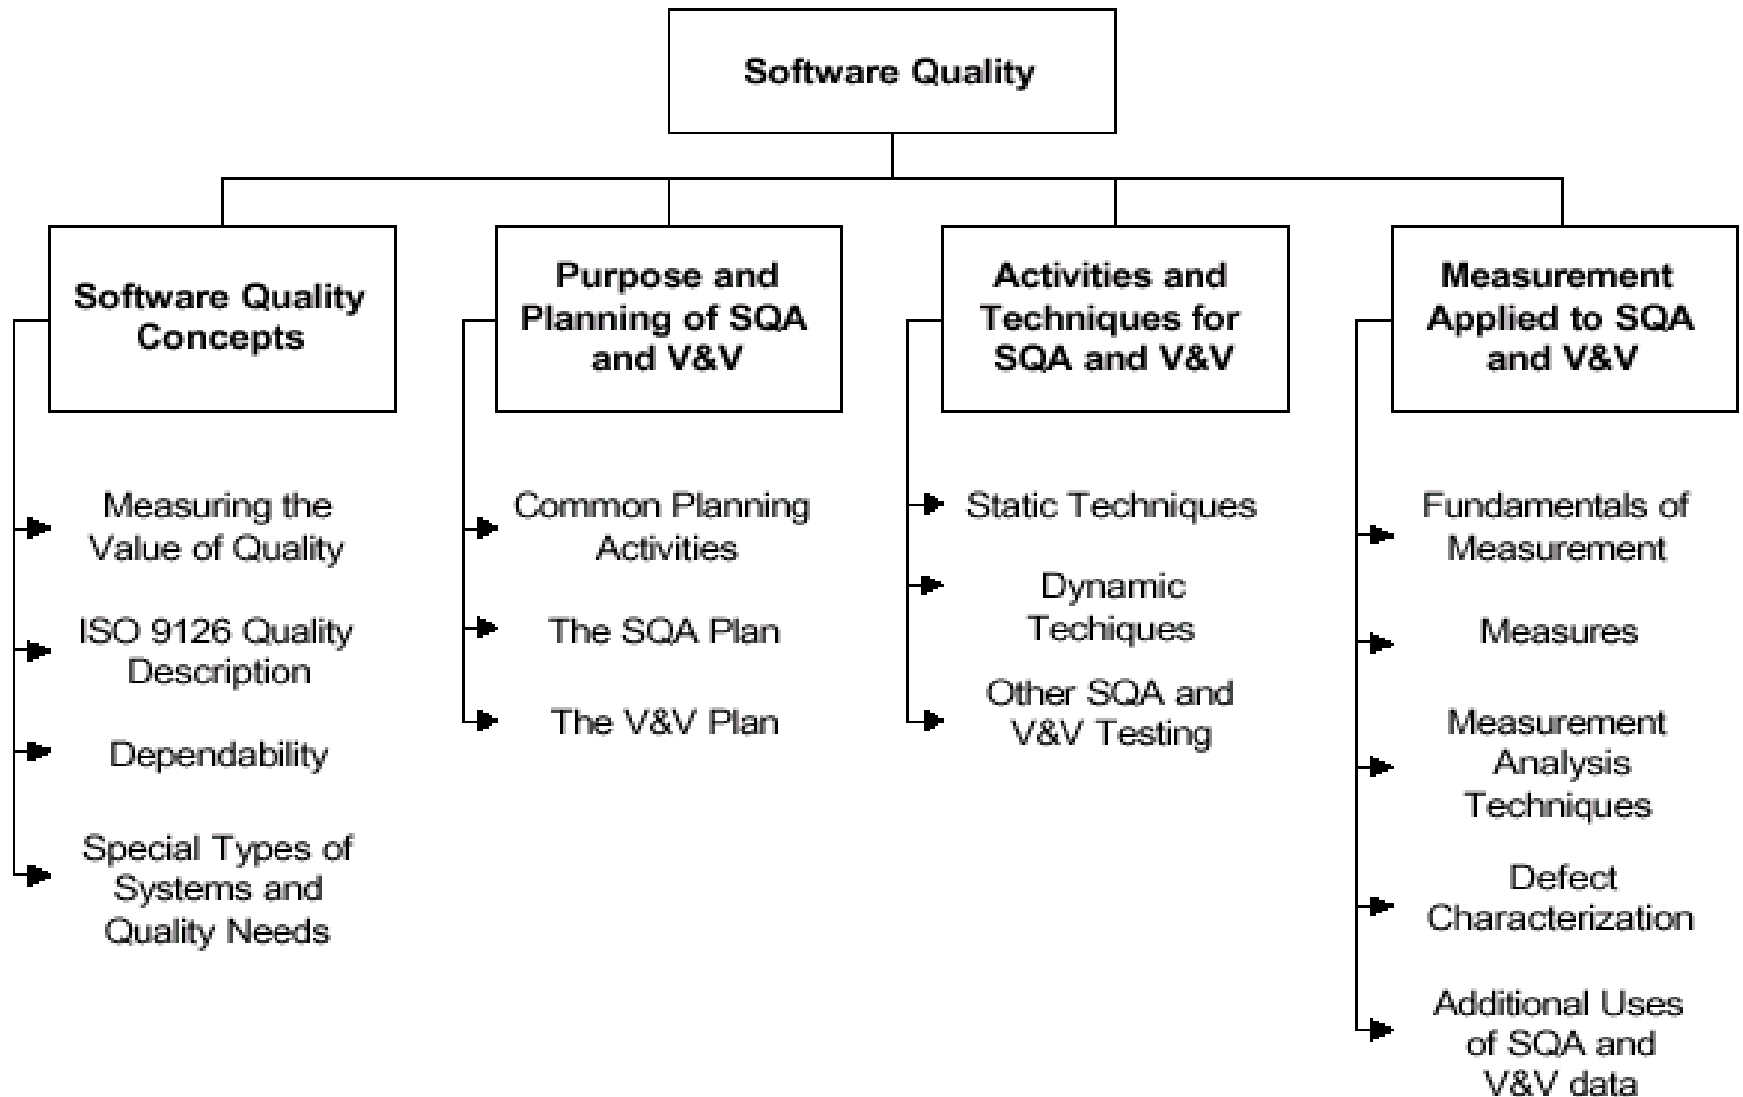 Software Quality
Software Quality
Concepts
Purpose and
Planning of SQA
and V&V
Activities and
Techniques for
SQA and V&V
Measurement
Applied to SQA
and V&V
Measuring the
Value of Quality
ISO 9126 Quality
Description
Dependability
Special Types of
Systems and
Quality Needs
Common Planning
Activities
The SQA Plan
The V&V Plan
Static Techniques
Dynamic
Techiques
Other SQA and
V&V Testing
Fundamentals of
Measurement
Measures
Measurement
Analysis
Techniques
Defect
Characterization
Additional Uses
of SQA and
V&V data